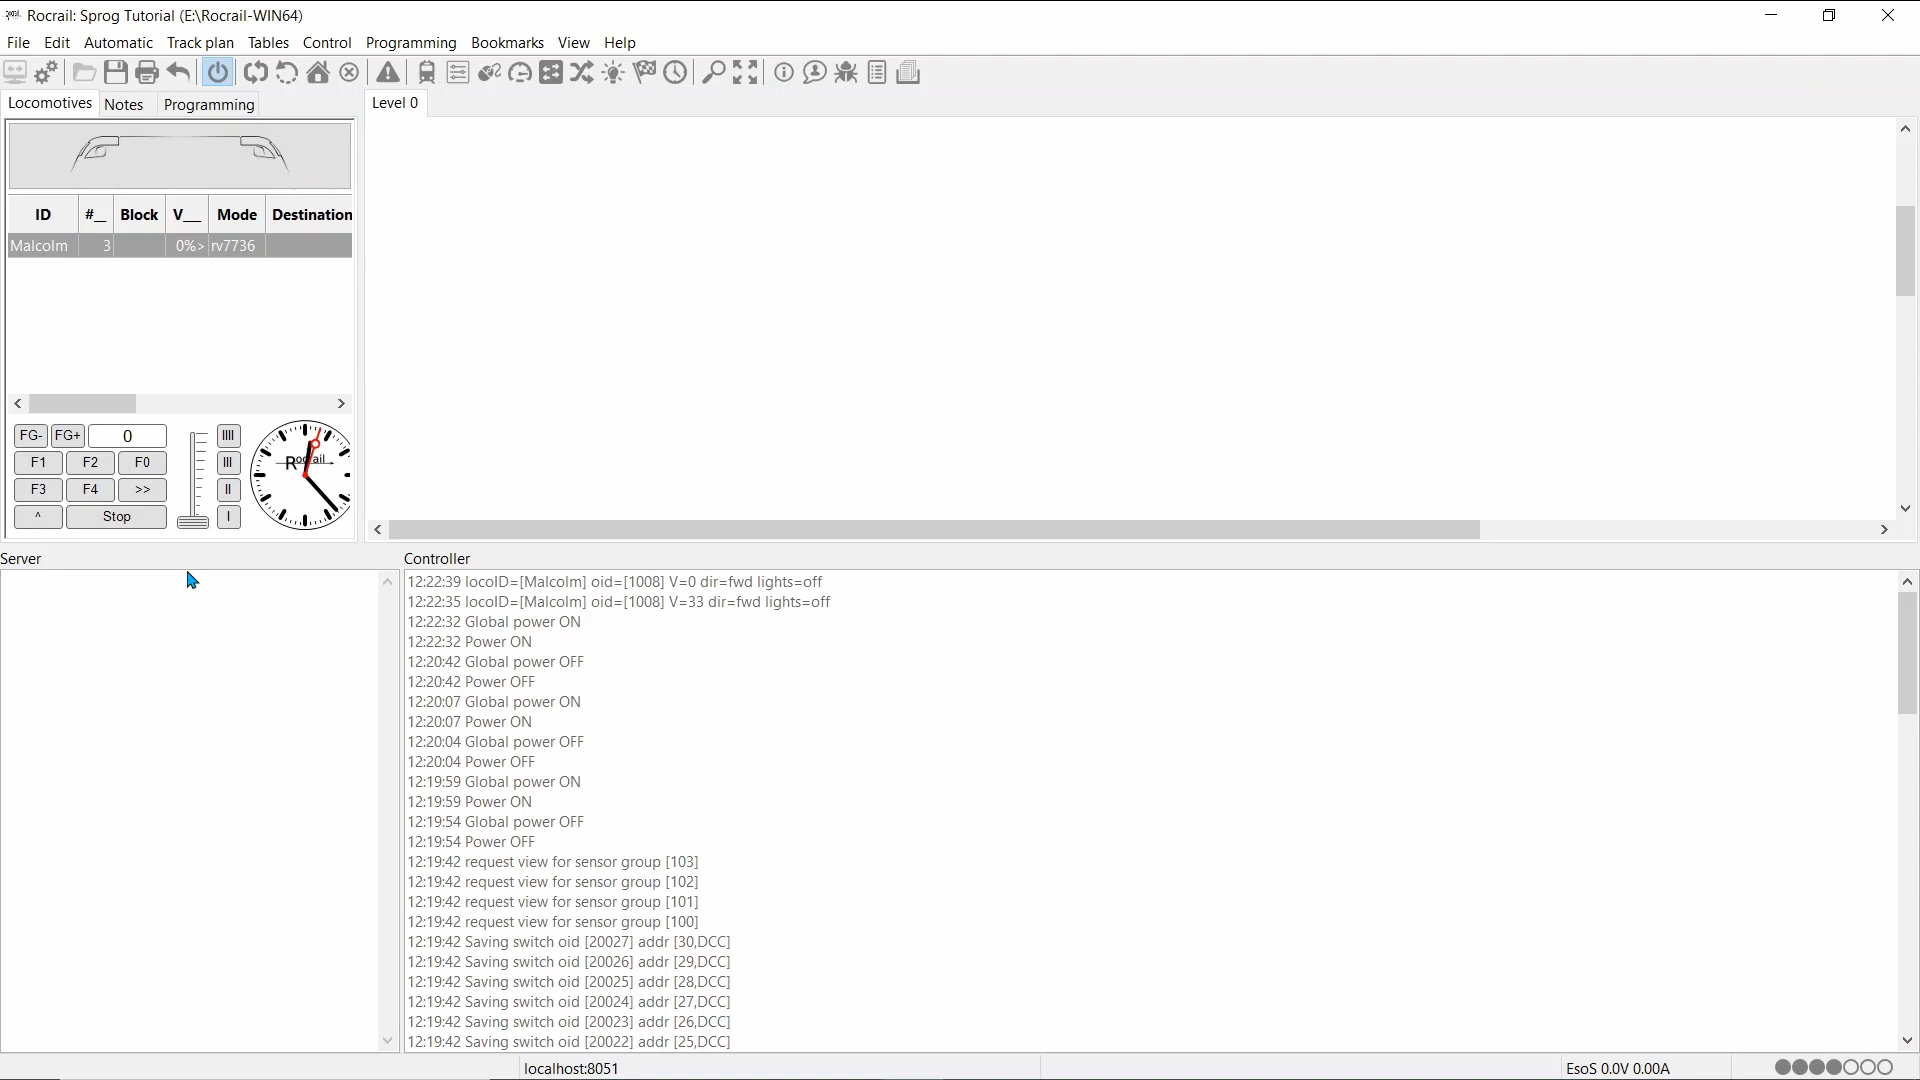 Rocrail: Sprog Tutorial (E:\Rocrail-WIN64)
File Edit Automatic Track plan Tables Control Programming Bookmarks View Help
Locomotives Notes Programming
Level 0
ID #__ Block V__ Mode Destination
Malcolm 3 0%> rv7736
FG- FG+ 0 IIII
F1 F2 F0 III
F3 F4 >> II
^ Stop I
Rocrail
Server
Controller
12:22:39 locoID=[Malcolm] oid=[1008] V=0 dir=fwd lights=off
12:22:35 locoID=[Malcolm] oid=[1008] V=33 dir=fwd lights=off
12:22:32 Global power ON
12:22:32 Power ON
12:20:42 Global power OFF
12:20:42 Power OFF
12:20:07 Global power ON
12:20:07 Power ON
12:20:04 Global power OFF
12:20:04 Power OFF
12:19:59 Global power ON
12:19:59 Power ON
12:19:54 Global power OFF
12:19:54 Power OFF
12:19:42 request view for sensor group [103]
12:19:42 request view for sensor group [102]
12:19:42 request view for sensor group [101]
12:19:42 request view for sensor group [100]
12:19:42 Saving switch oid [20027] addr [30,DCC]
12:19:42 Saving switch oid [20026] addr [29,DCC]
12:19:42 Saving switch oid [20025] addr [28,DCC]
12:19:42 Saving switch oid [20024] addr [27,DCC]
12:19:42 Saving switch oid [20023] addr [26,DCC]
12:19:42 Saving switch oid [20022] addr [25,DCC]
localhost:8051
EsoS 0.0V 0.00A